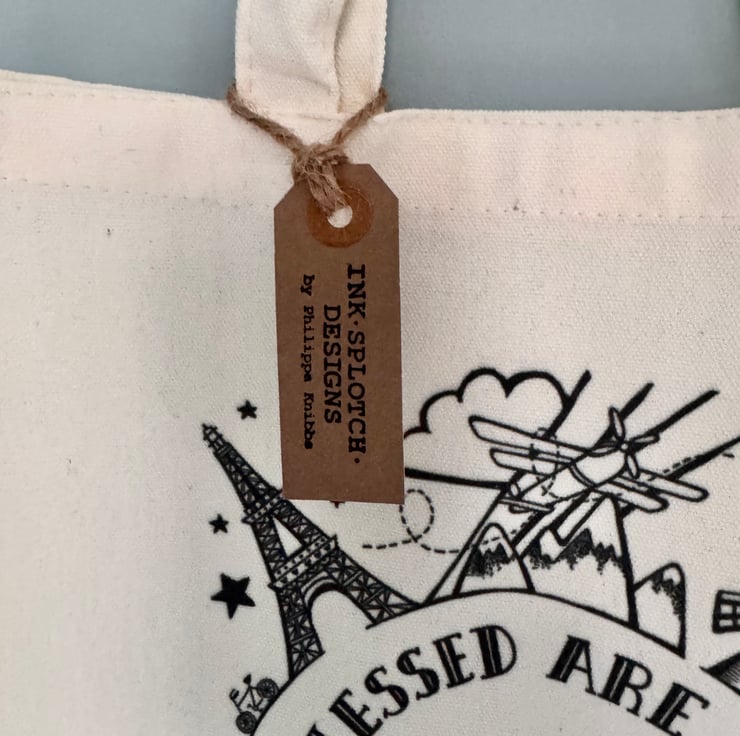 INK·SPLOTCH·
DESIGNS
by Philippa Knibbs
LESSED ARE